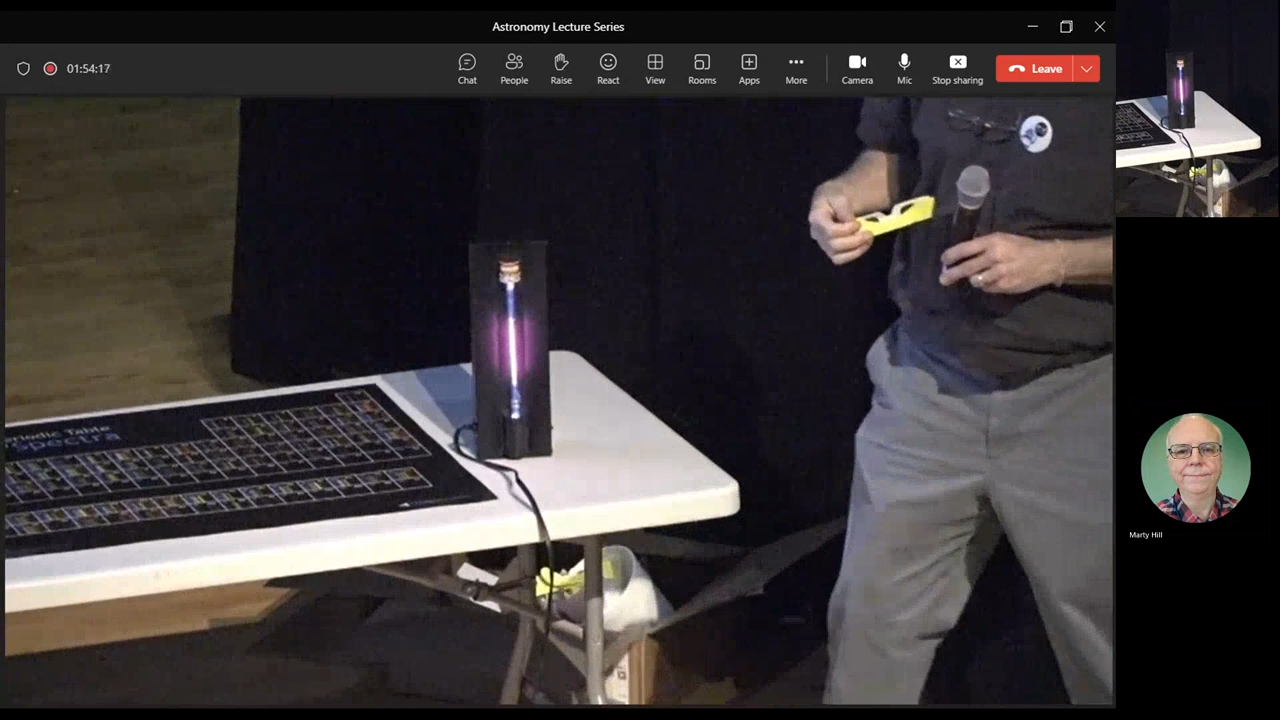 Astronomy Lecture Series
01:54:17
Chat
People
Raise
React
View
Rooms
Apps
More
Camera
Mic
Stop sharing
Leave
Table
spectra
Marty Hill